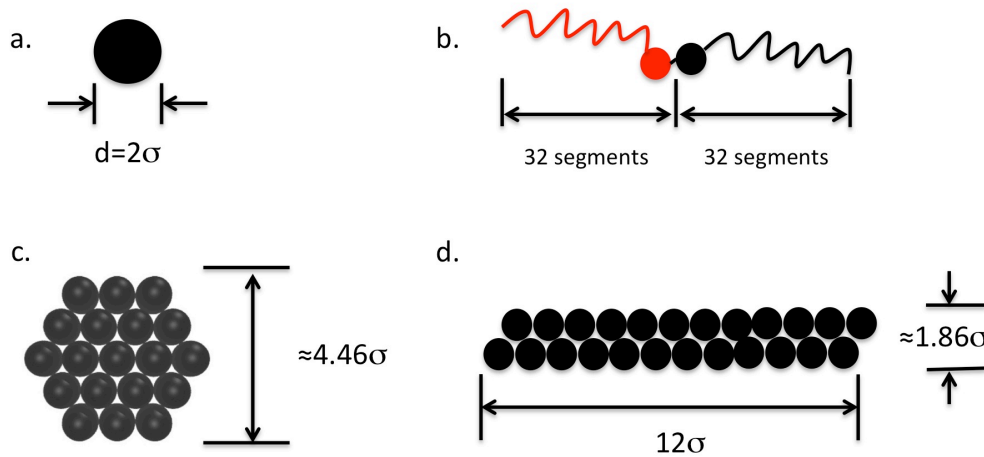 a.
d=2σ
b.
32 segments
32 segments
c.
≈4.46σ
d.
≈1.86σ
12σ